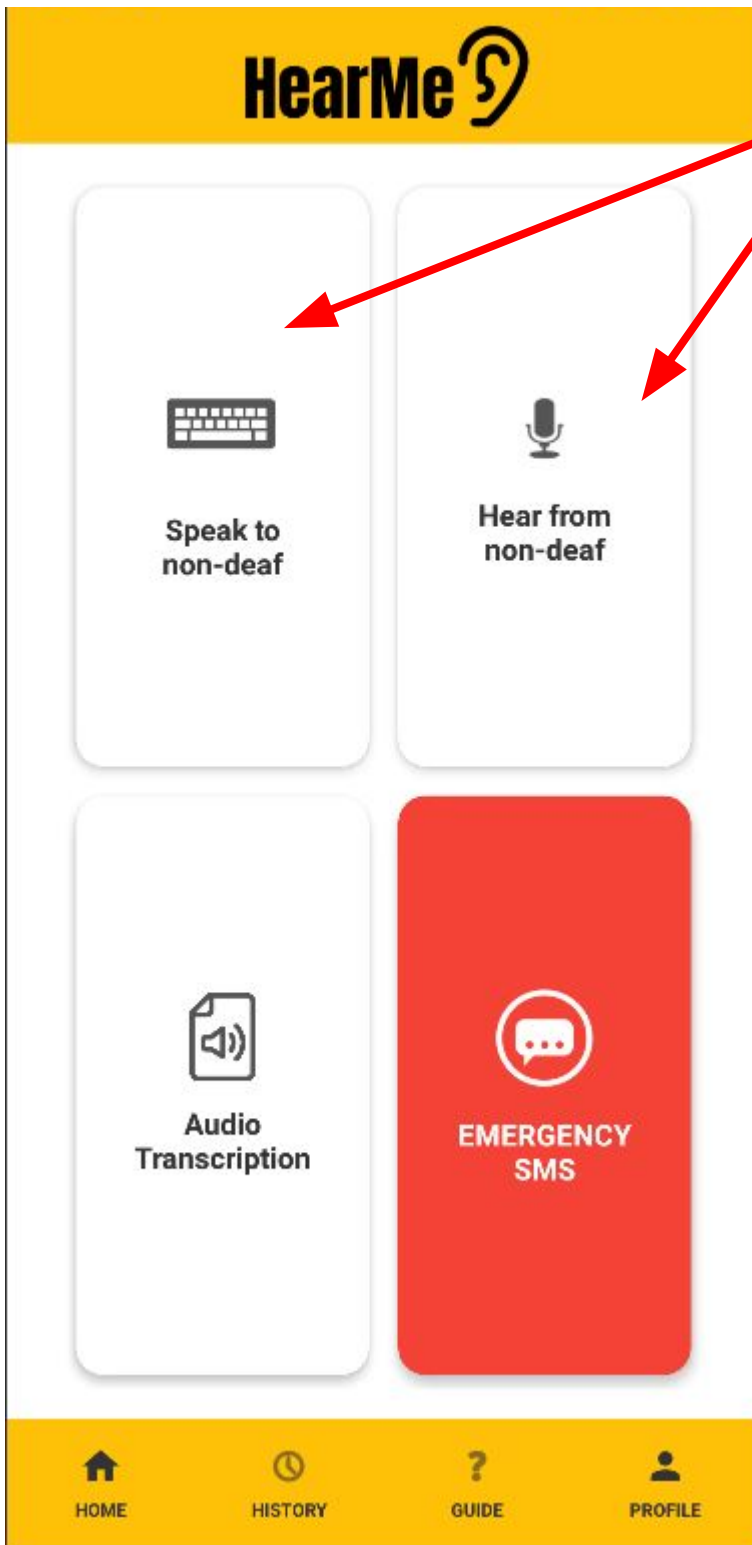 HearMe
Speak to
non-deaf
Hear from
non-deaf
Audio
Transcription
EMERGENCY
SMS
HOME
HISTORY
?
GUIDE
PROFILE